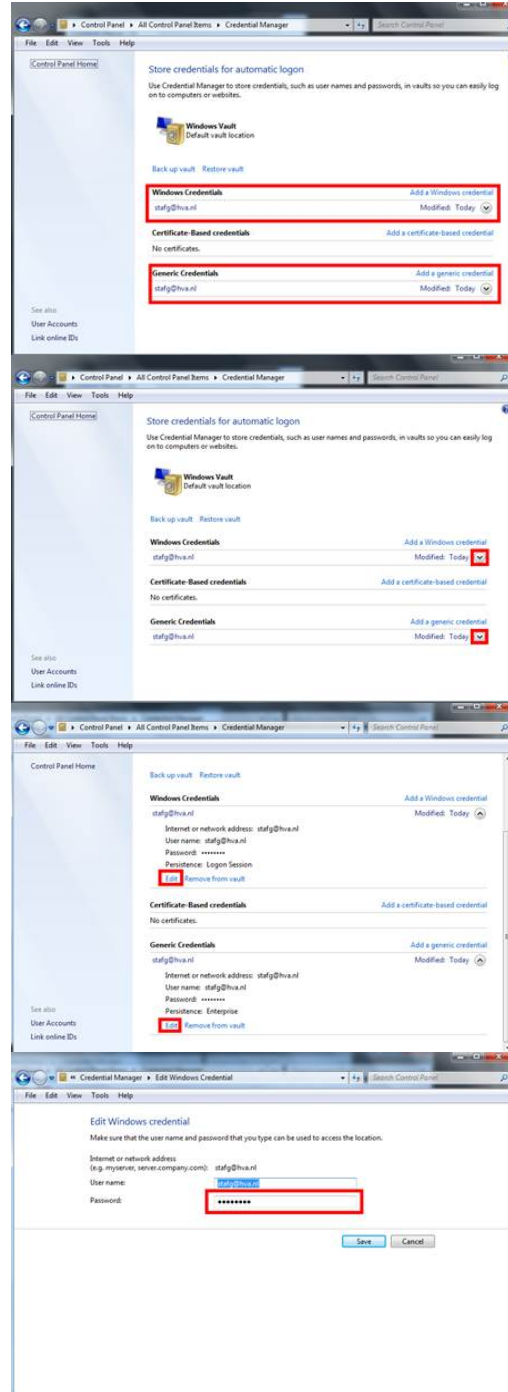 Control Panel ▸ All Control Panel Items ▸ Credential Manager
Search Control Panel
File Edit View Tools Help
Control Panel Home
Store credentials for automatic logon
Use Credential Manager to store credentials, such as user names and passwords, in vaults so you can easily log
on to computers or websites.
Windows Vault
Default vault location
Back up vault Restore vault
Windows Credentials Add a Windows credential
stafg@hva.nl Modified: Today
Certificate-Based credentials Add a certificate-based credential
No certificates.
Generic Credentials Add a generic credential
stafg@hva.nl Modified: Today
See also
User Accounts
Link online IDs
Control Panel ▸ All Control Panel Items ▸ Credential Manager
Search Control Panel
File Edit View Tools Help
Control Panel Home
Store credentials for automatic logon
Use Credential Manager to store credentials, such as user names and passwords, in vaults so you can easily log
on to computers or websites.
Windows Vault
Default vault location
Back up vault Restore vault
Windows Credentials Add a Windows credential
stafg@hva.nl Modified: Today
Certificate-Based credentials Add a certificate-based credential
No certificates.
Generic Credentials Add a generic credential
stafg@hva.nl Modified: Today
See also
User Accounts
Link online IDs
Control Panel ▸ All Control Panel Items ▸ Credential Manager
Search Control Panel
File Edit View Tools Help
Control Panel Home
Back up vault Restore vault
Windows Credentials Add a Windows credential
stafg@hva.nl Modified: Today
Internet or network address: stafg@hva.nl
User name: stafg@hva.nl
Password: ••••••••
Persistence: Logon Session
Edit Remove from vault
Certificate-Based credentials Add a certificate-based credential
No certificates.
Generic Credentials Add a generic credential
stafg@hva.nl Modified: Today
Internet or network address: stafg@hva.nl
User name: stafg@hva.nl
Password: ••••••••
Persistence: Enterprise
Edit Remove from vault
See also
User Accounts
Link online IDs
« Credential Manager ▸ Edit Windows Credential
Search Control Panel
File Edit View Tools Help
Edit Windows credential
Make sure that the user name and password that you type can be used to access the location.
Internet or network address
(e.g. myserver, server.company.com): stafg@hva.nl
User name: stafg@hva.nl
Password: ••••••••
Save Cancel